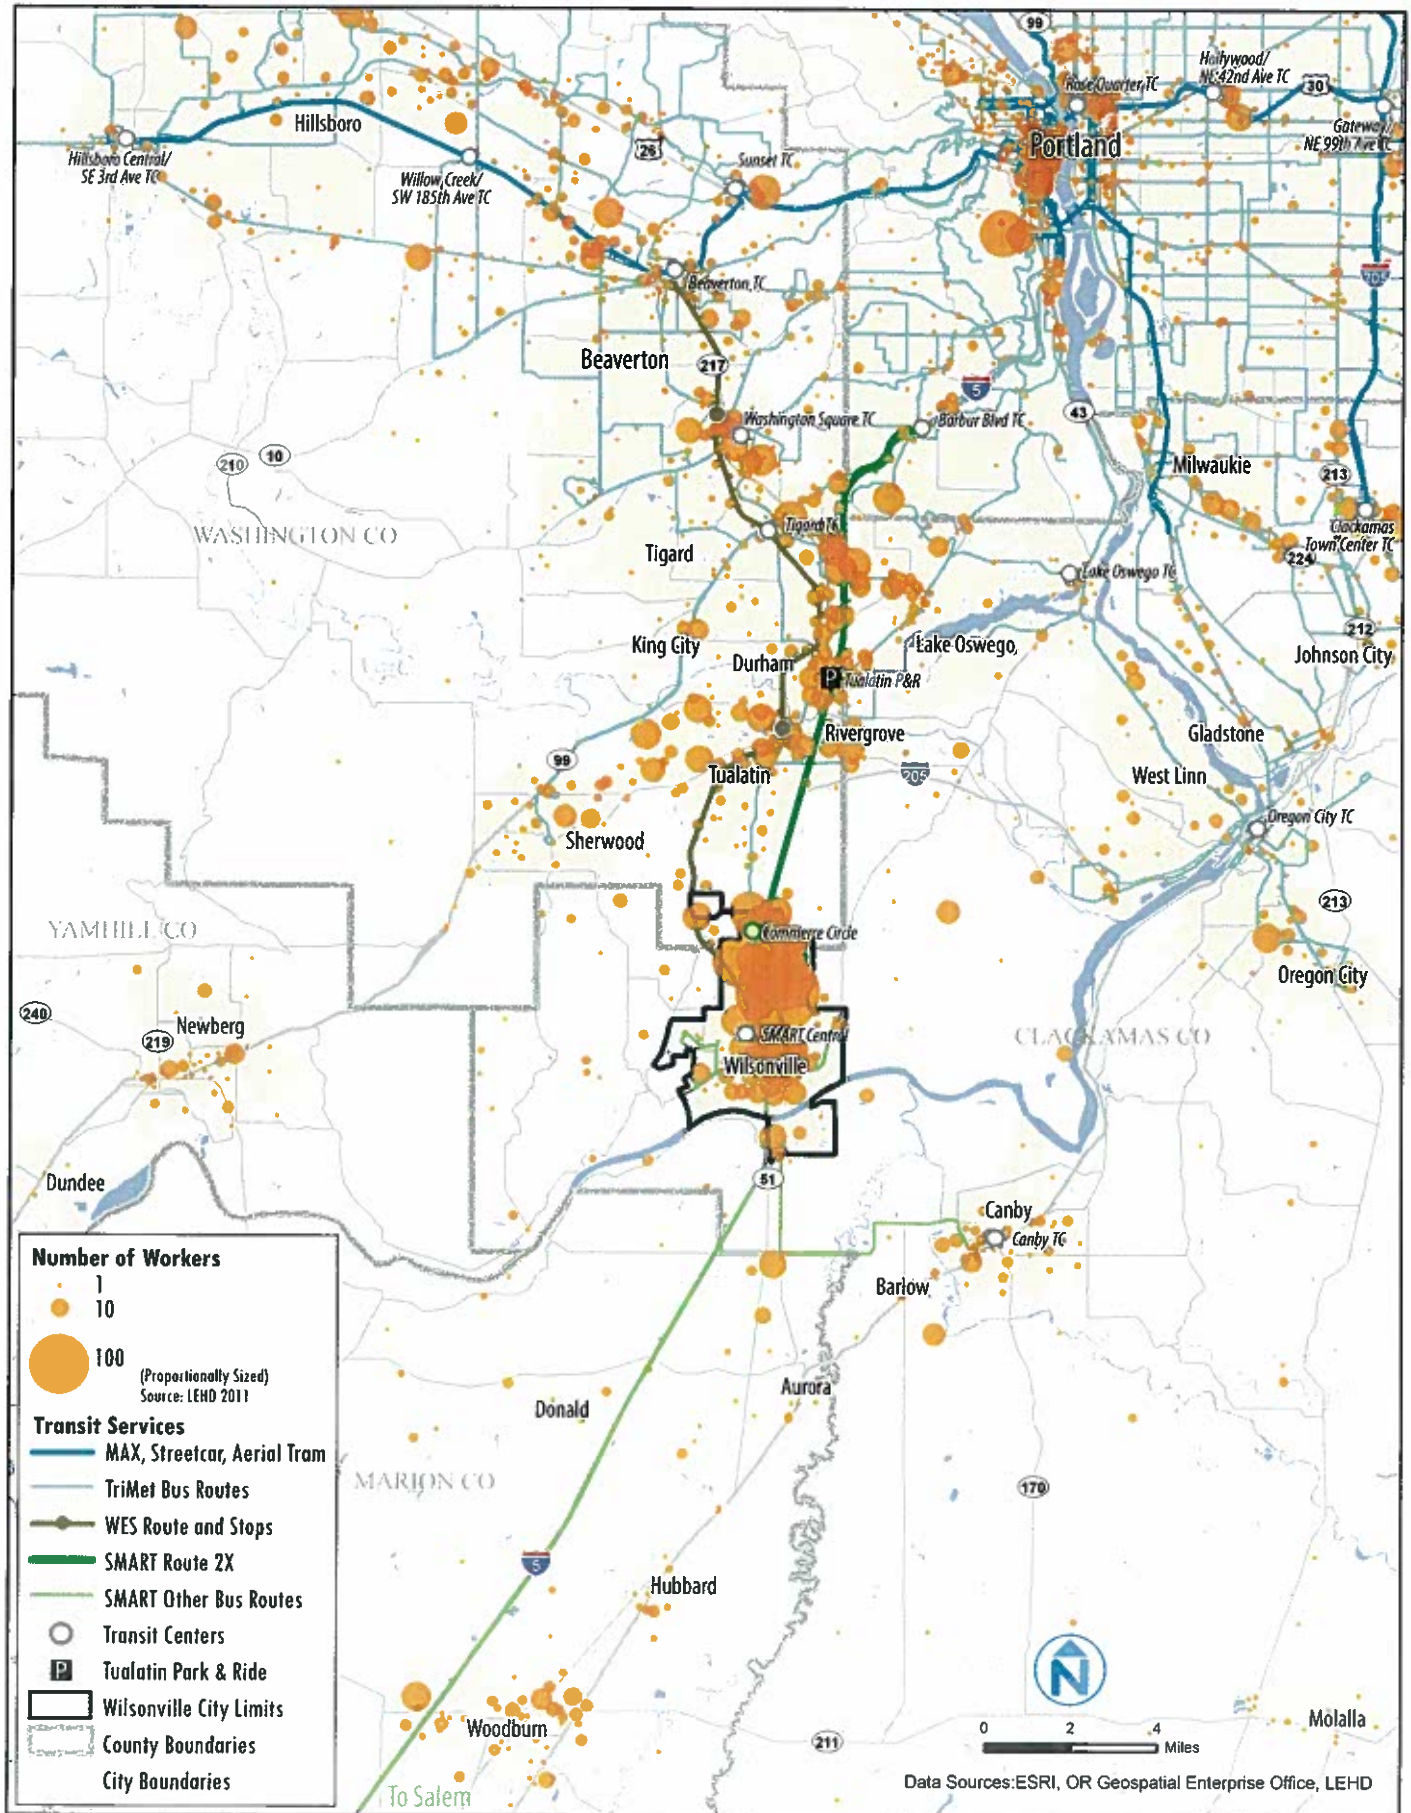 99
Hollywood/
NE 42nd Ave TC
Rose Quarter TC
30
Hillsboro
Portland
Gateway/
NE 99th Ave TC
26
Hillsboro Central/
SE 3rd Ave TC
Sunset TC
Willow Creek/
SW 185th Ave TC
205
Beaverton TC
Beaverton
217
5
43
Washington Square TC
Barbur Blvd TC
210
10
Milwaukie
213
WASHINGTON CO
Tigard TC
Clackamas
Town Center TC
Tigard
224
Lake Oswego TC
212
King City
Lake Oswego
Johnson City
Durham
P
Tualatin P&R
Rivergrove
Gladstone
99
Tualatin
205
West Linn
Oregon City TC
Sherwood
213
YAMHILL CO
Commerce Circle
Oregon City
240
Newberg
219
SMART Central
CLACKAMAS CO
Wilsonville
Dundee
51
Canby
Canby TC
Barlow
Aurora
Donald
MARION CO
170
5
Hubbard
Woodburn
211
Molalla
To Salem
Number of Workers
1
10
100
(Proportionally Sized)
Source: LEHD 2011
Transit Services
MAX, Streetcar, Aerial Tram
TriMet Bus Routes
WES Route and Stops
SMART Route 2X
SMART Other Bus Routes
Transit Centers
P Tualatin Park & Ride
Wilsonville City Limits
County Boundaries
City Boundaries
N
0 2 4
Miles
Data Sources:ESRI, OR Geospatial Enterprise Office, LEHD